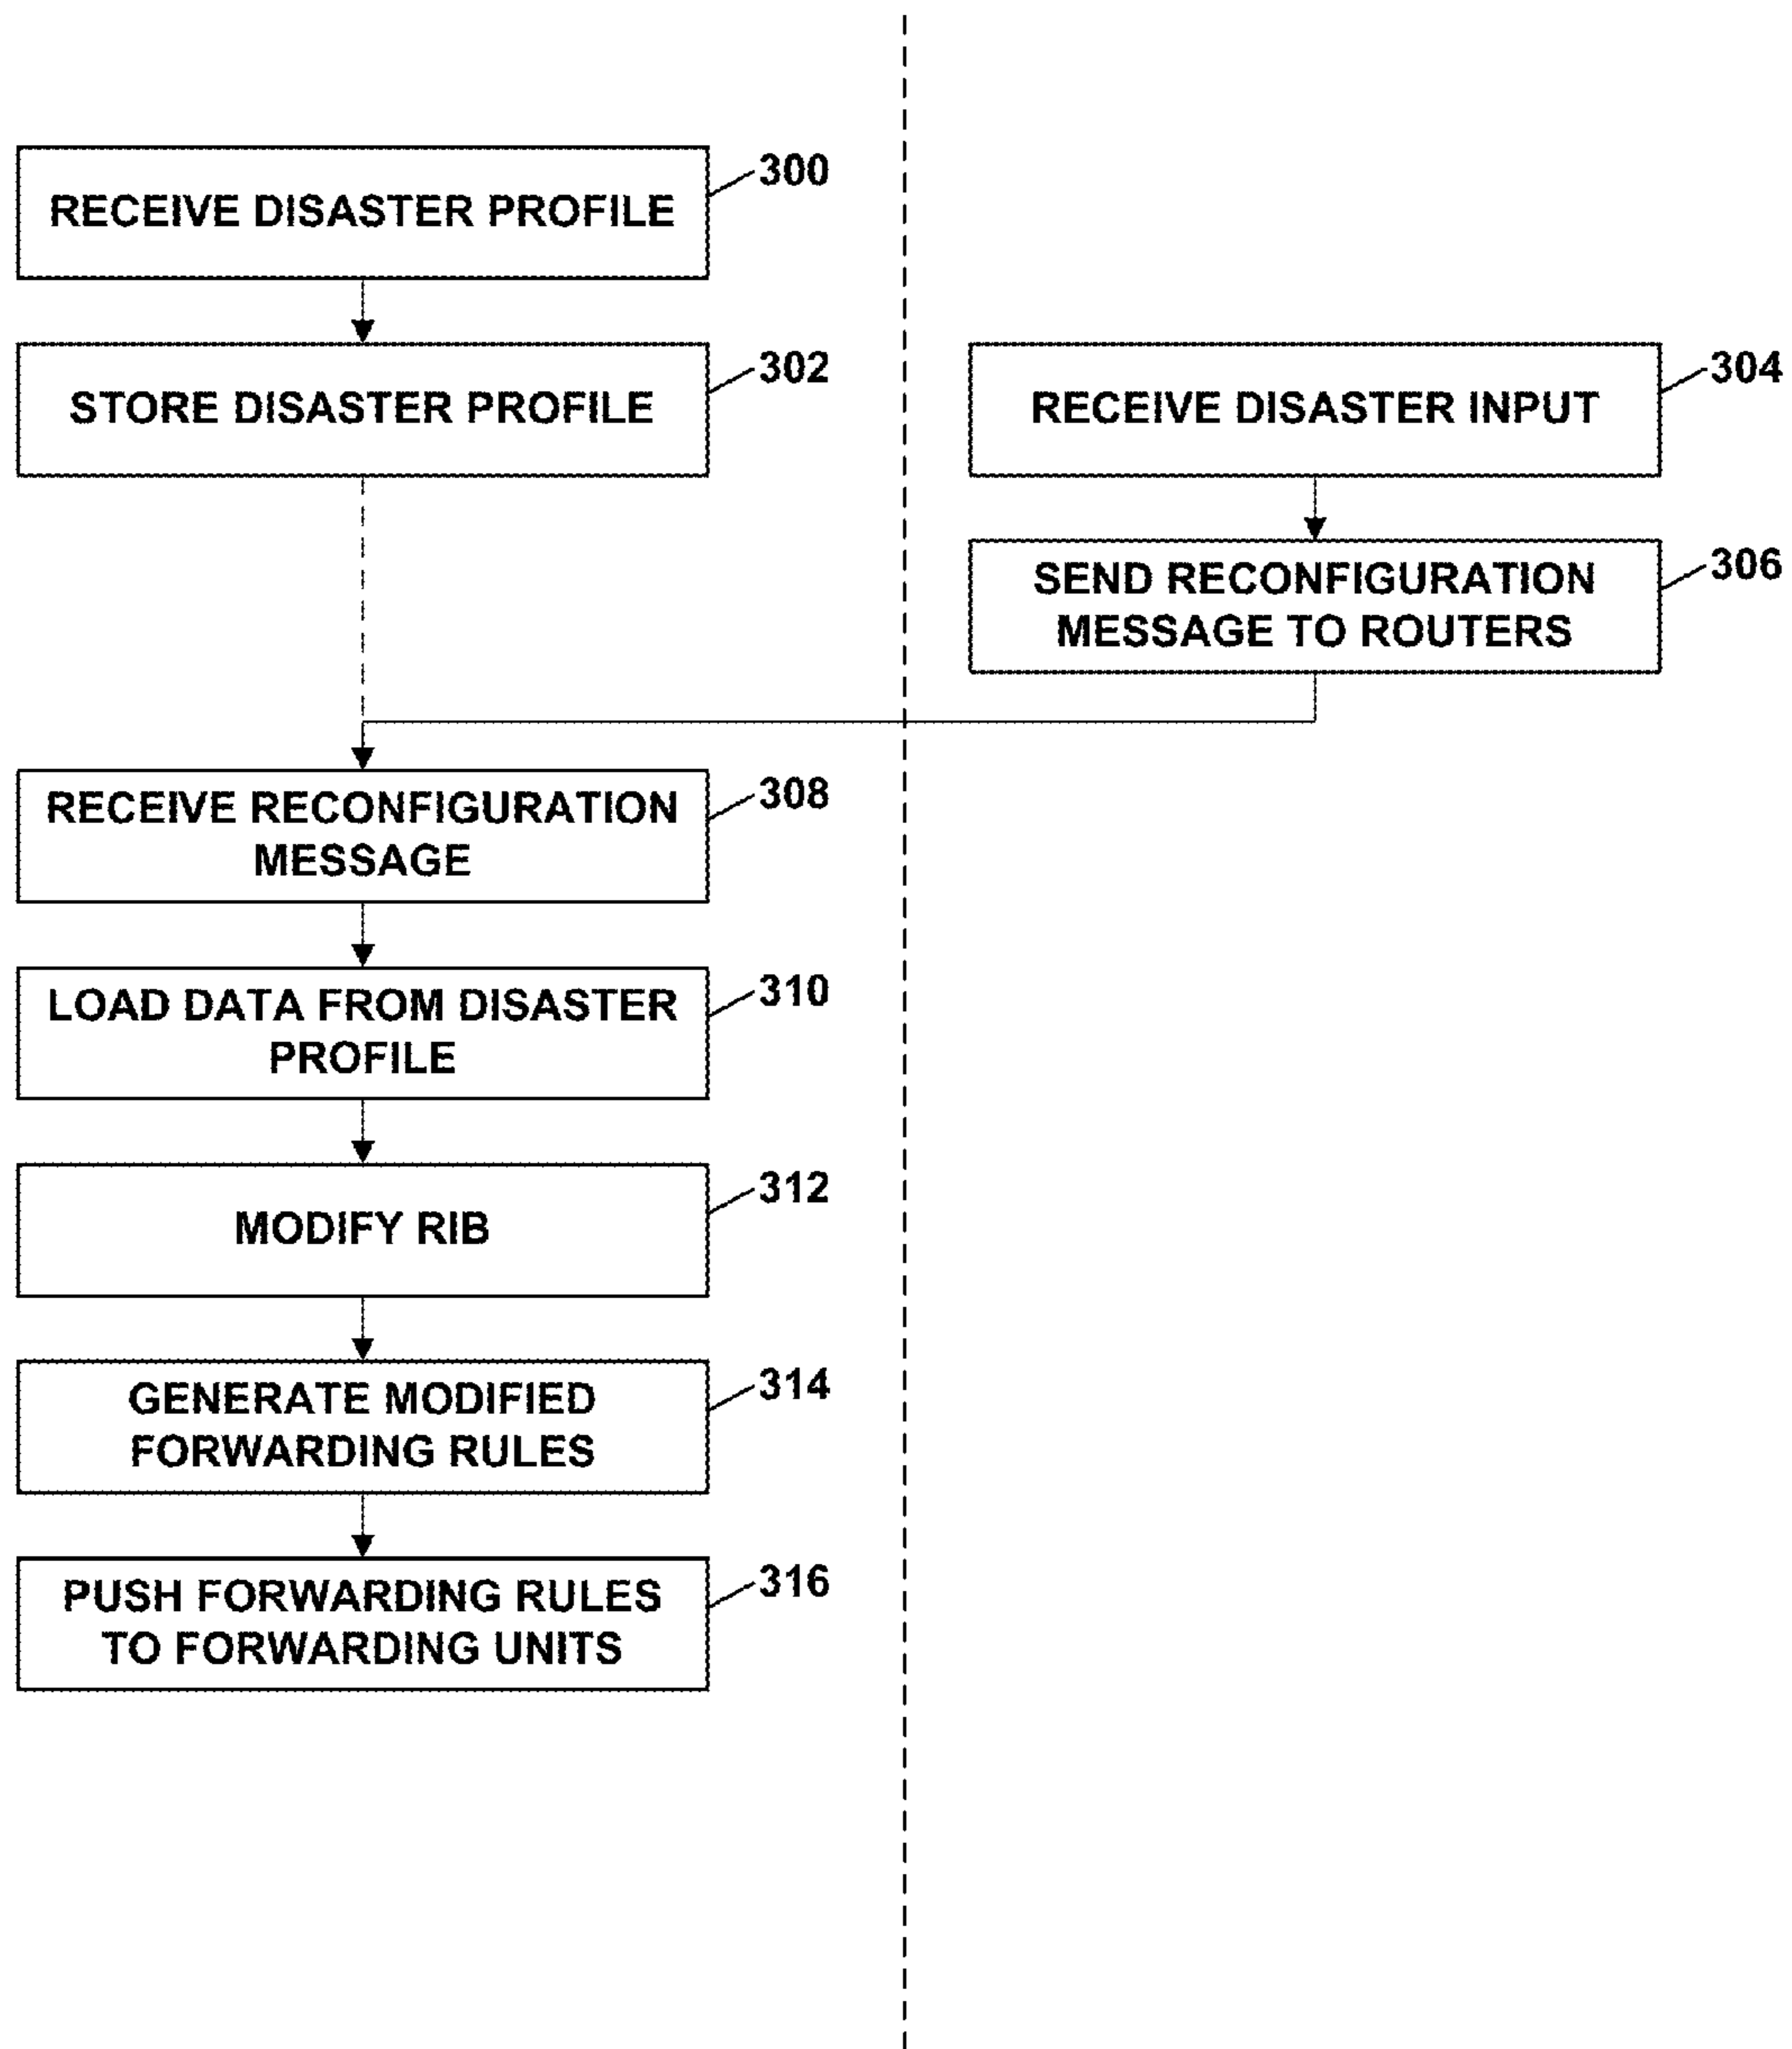 300
RECEIVE DISASTER PROFILE
302
STORE DISASTER PROFILE
304
RECEIVE DISASTER INPUT
306
SEND RECONFIGURATION
MESSAGE TO ROUTERS
308
RECEIVE RECONFIGURATION
MESSAGE
310
LOAD DATA FROM DISASTER
PROFILE
312
MODIFY RIB
314
GENERATE MODIFIED
FORWARDING RULES
316
PUSH FORWARDING RULES
TO FORWARDING UNITS